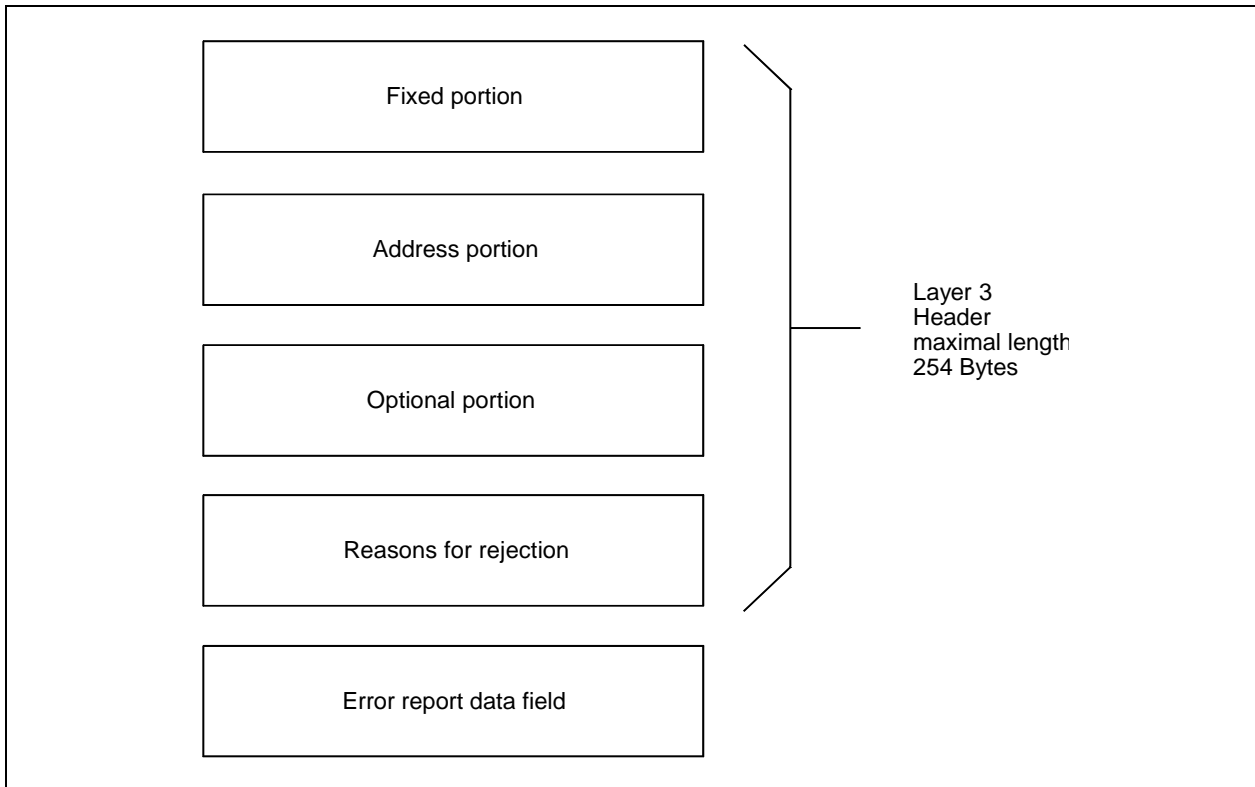 Fixed portion
Address portion
Optional portion
Reasons for rejection
Error report data field
Layer 3
Header
maximal length
254 Bytes